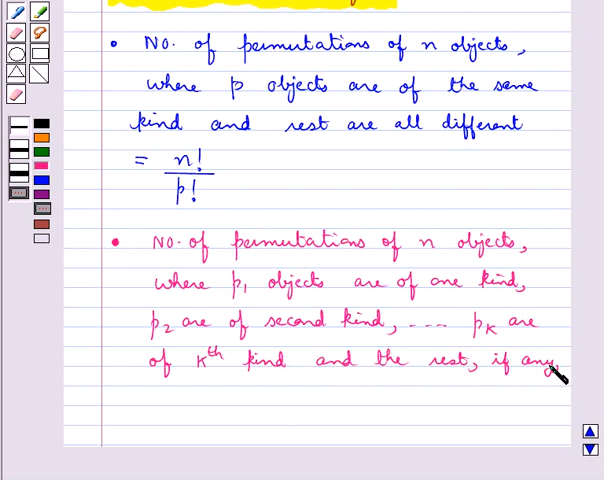 • No. of permutations of n objects,
where p objects are of the same
kind and rest are all different
= n!/p!
• No. of permutations of n objects,
where p₁ objects are of one kind,
p₂ are of second kind, .... pₖ are
of Kᵗʰ kind and the rest, if any,